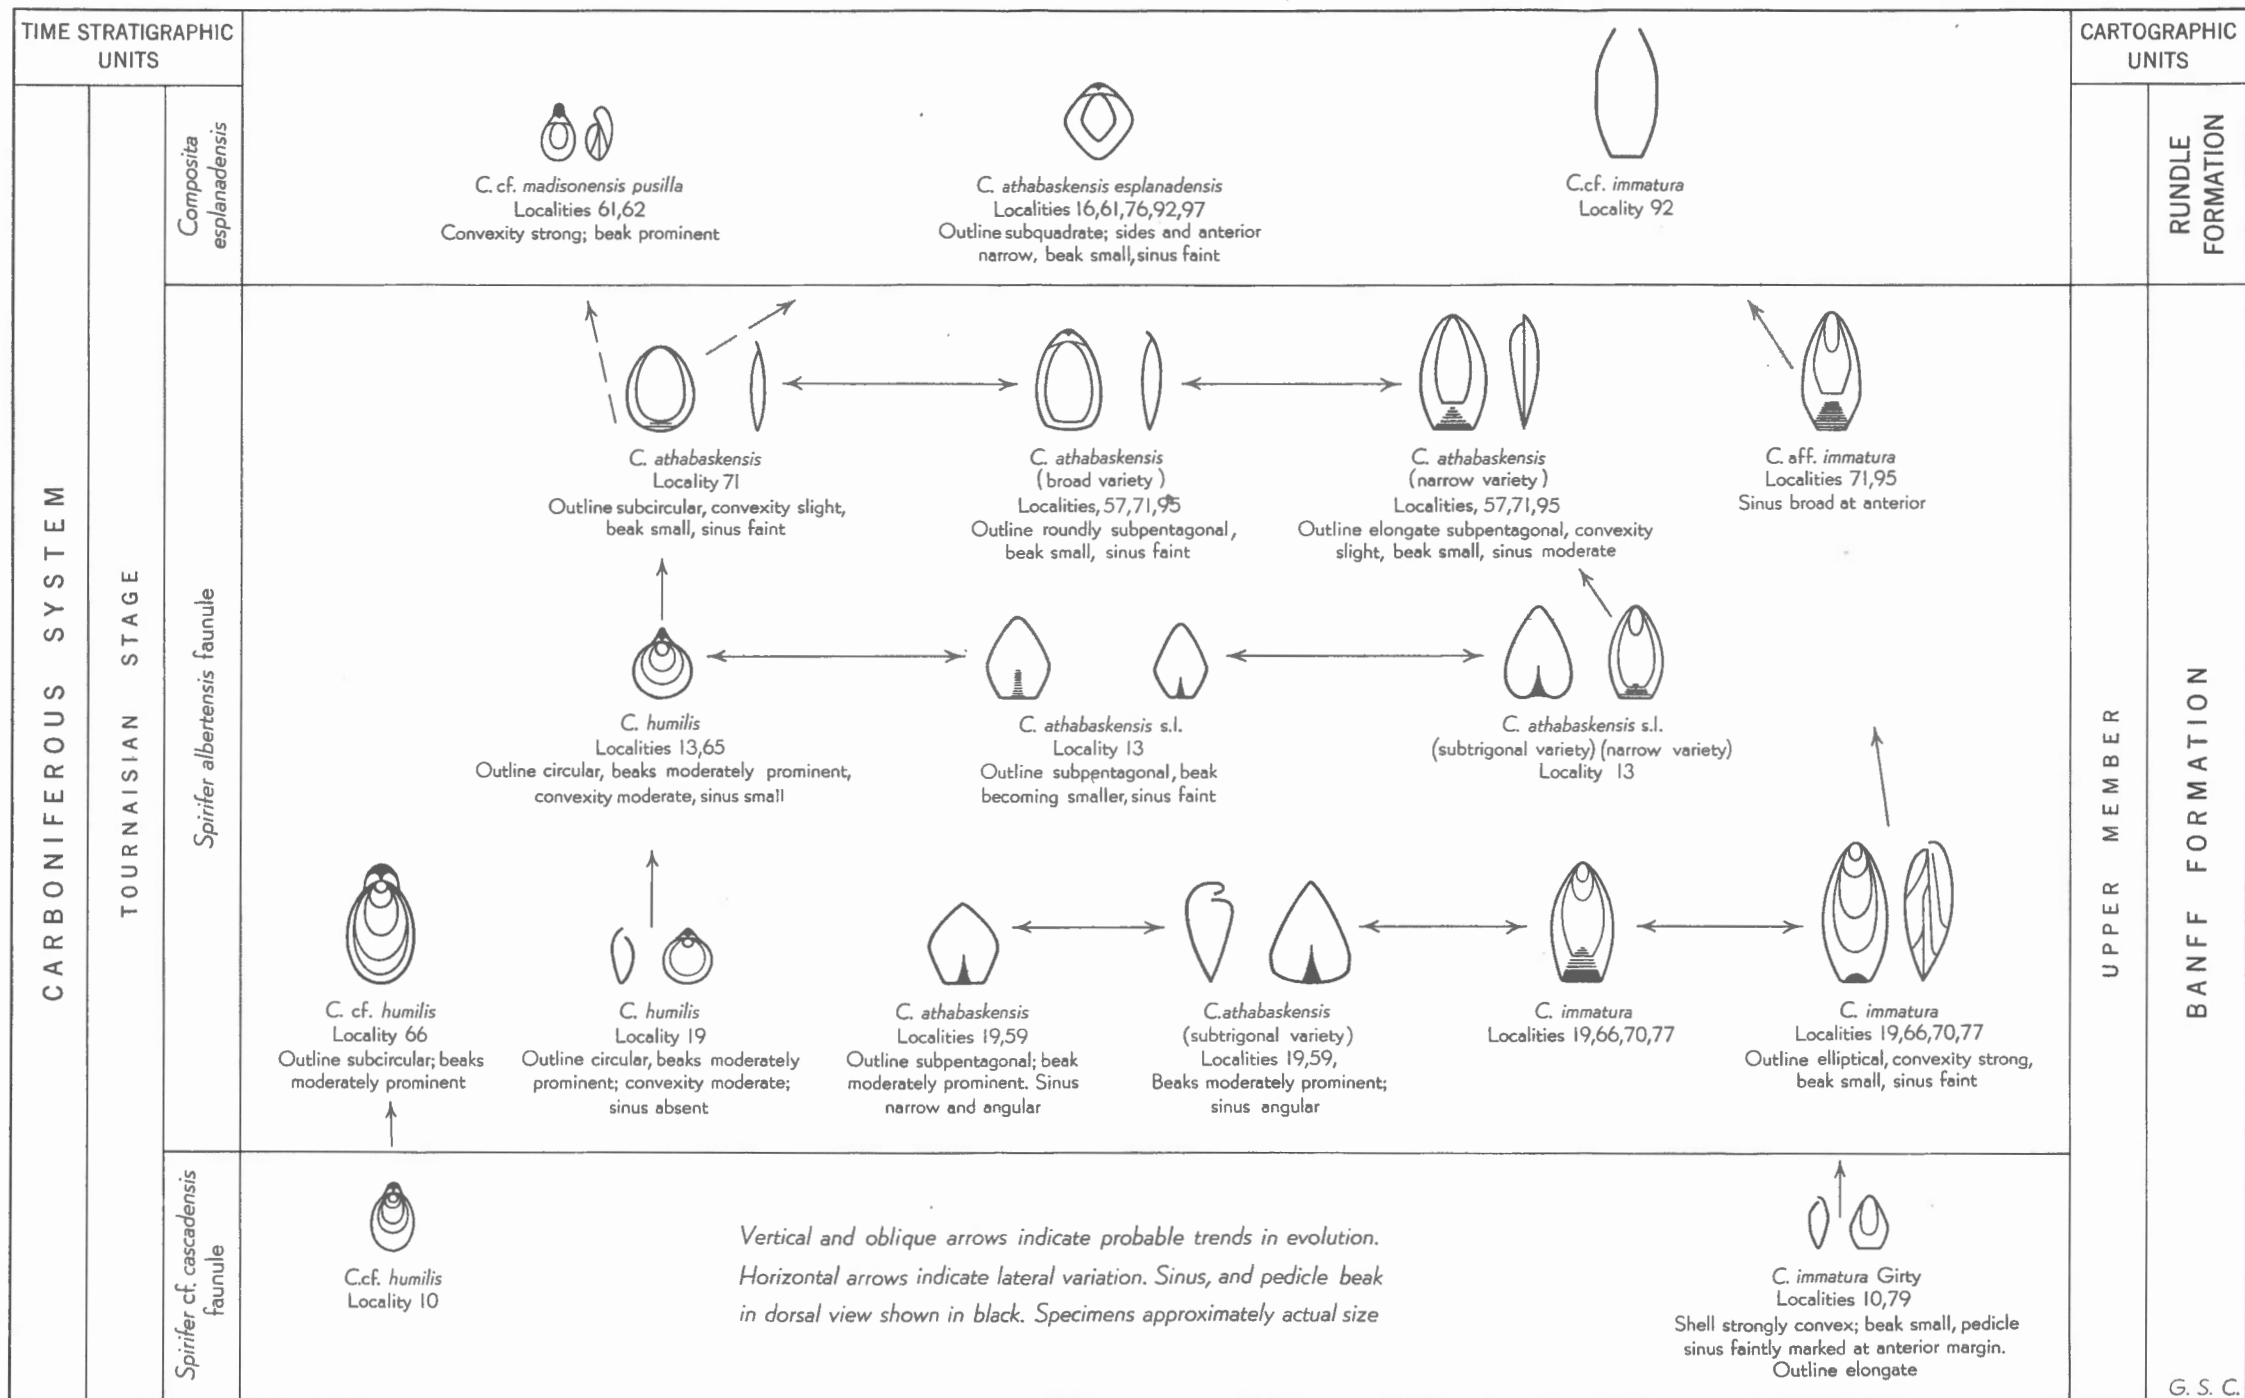 TIME STRATIGRAPHIC
UNITS
CARTOGRAPHIC
UNITS
CARBONIFEROUS SYSTEM
TOURNAISIAN STAGE
Composita
esplanadensis
C. cf. madisonensis pusilla
Localities 61,62
Convexity strong; beak prominent
C. athabaskensis esplanadensis
Localities 16,61,76,92,97
Outline subquadrate; sides and anterior
narrow, beak small, sinus faint
C.cf. immatura
Locality 92
RUNDLE
FORMATION
Spirifer albertensis faunule
C. athabaskensis
Locality 71
Outline subcircular, convexity slight,
beak small, sinus faint
C. athabaskensis
(broad variety)
Localities, 57,71,95
Outline roundly subpentagonal,
beak small, sinus faint
C. athabaskensis
(narrow variety)
Localities, 57,71,95
Outline elongate subpentagonal, convexity
slight, beak small, sinus moderate
C. aff. immatura
Localities 71,95
Sinus broad at anterior
C. humilis
Localities 13,65
Outline circular, beaks moderately prominent,
convexity moderate, sinus small
C. athabaskensis s.l.
Locality 13
Outline subpentagonal, beak
becoming smaller, sinus faint
C. athabaskensis s.l.
(subtrigonal variety) (narrow variety)
Locality 13
C. cf. humilis
Locality 66
Outline subcircular; beaks
moderately prominent
C. humilis
Locality 19
Outline circular, beaks moderately
prominent; convexity moderate;
sinus absent
C. athabaskensis
Localities 19,59
Outline subpentagonal; beak
moderately prominent. Sinus
narrow and angular
C.athabaskensis
(subtrigonal variety)
Localities 19,59,
Beaks moderately prominent;
sinus angular
C. immatura
Localities 19,66,70,77
C. immatura
Localities 19,66,70,77
Outline elliptical, convexity strong,
beak small, sinus faint
UPPER MEMBER
BANFF FORMATION
Spirifer cf. cascadensis
faunule
C.cf. humilis
Locality 10
Vertical and oblique arrows indicate probable trends in evolution.
Horizontal arrows indicate lateral variation. Sinus, and pedicle beak
in dorsal view shown in black. Specimens approximately actual size
C. immatura Girty
Localities 10,79
Shell strongly convex; beak small, pedicle
sinus faintly marked at anterior margin.
Outline elongate
G. S. C.